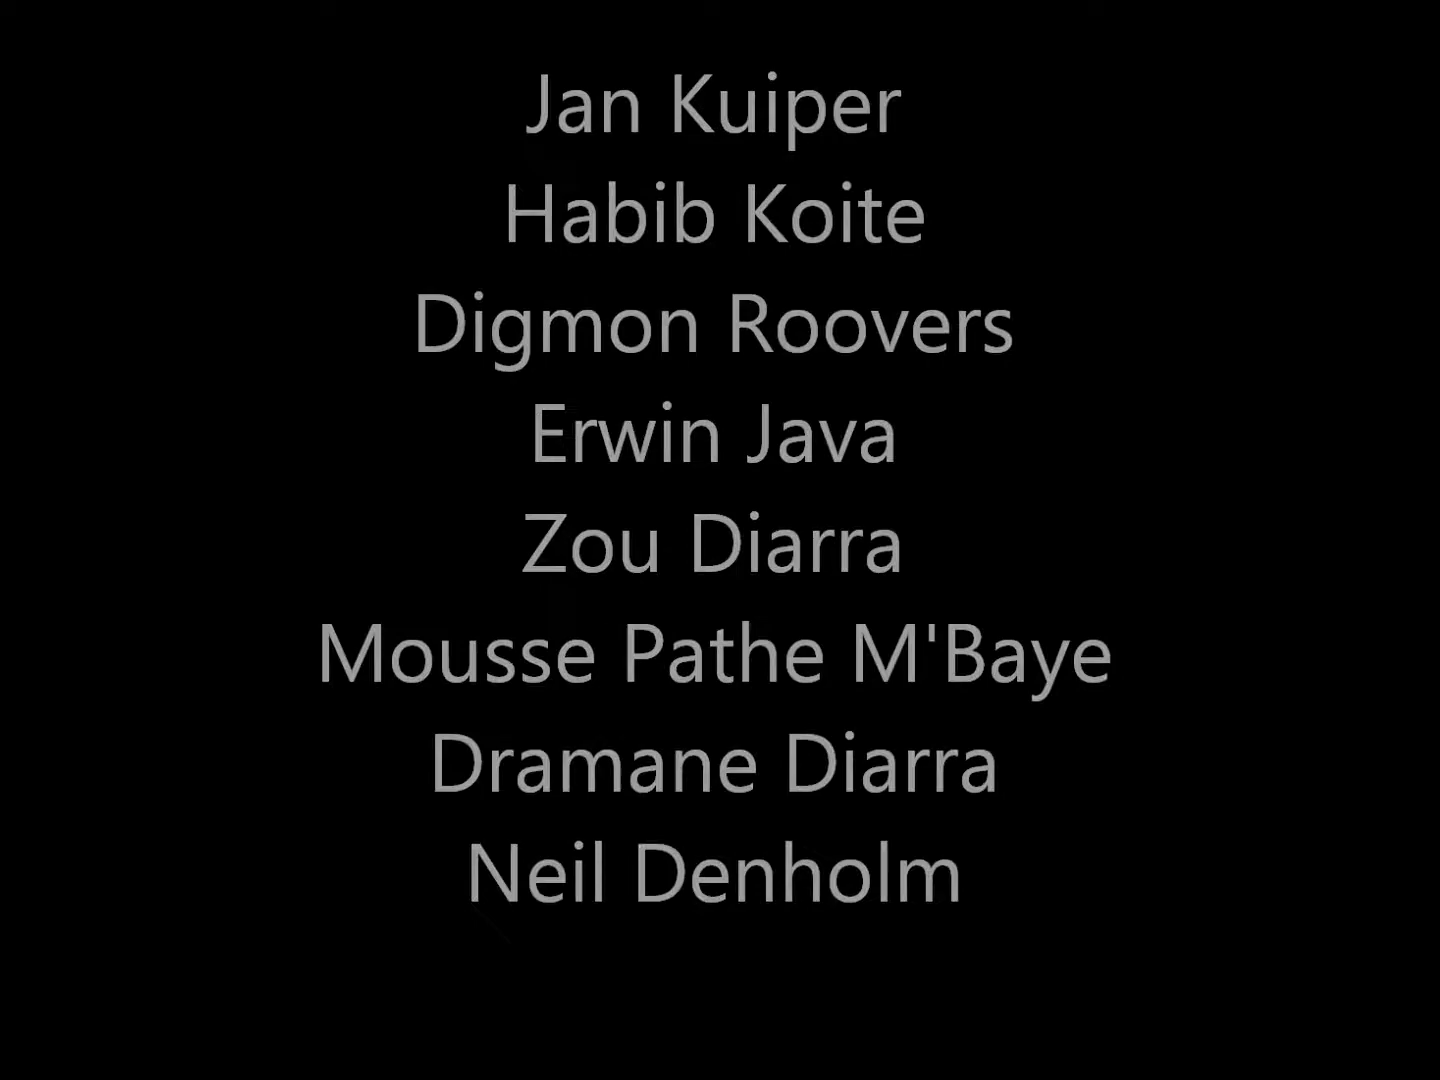 Jan Kuiper
Habib Koite
Digmon Roovers
Erwin Java
Zou Diarra
Mousse Pathe M'Baye
Dramane Diarra
Neil Denholm